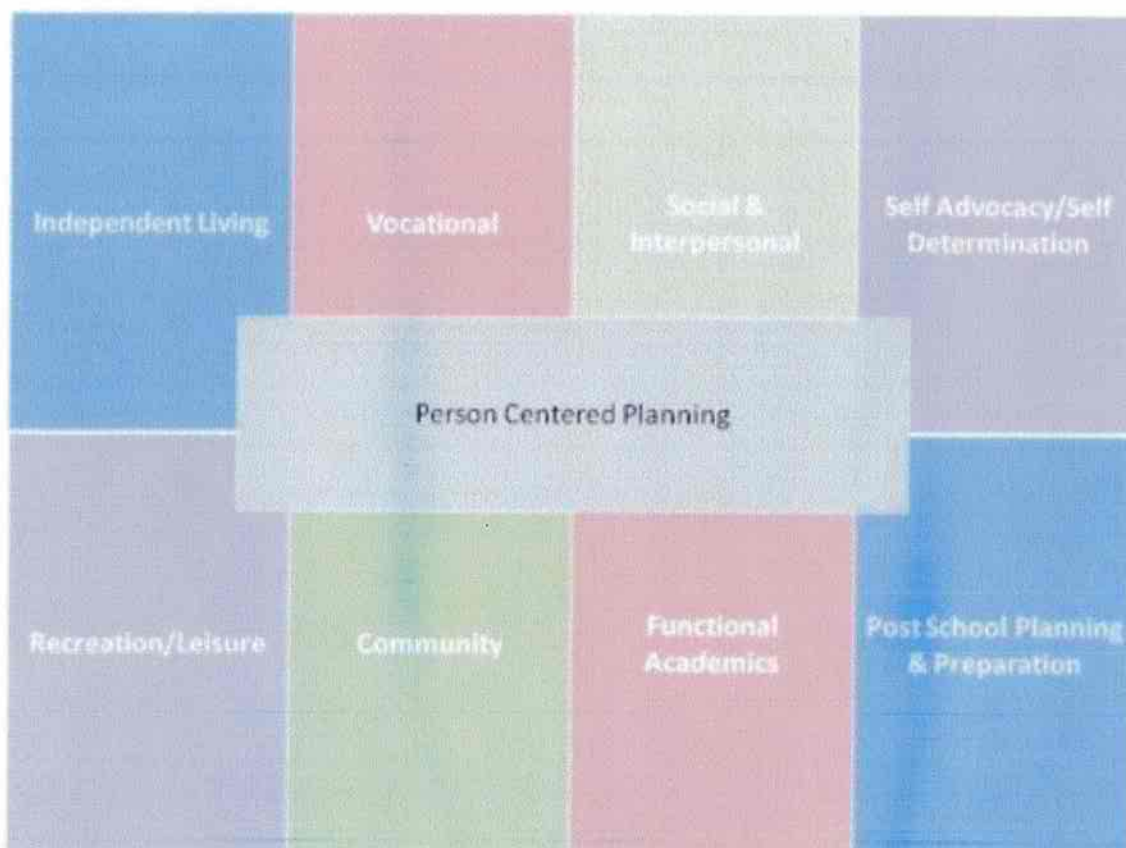 Independent Living
Vocational
Social &
Interpersonal
Self Advocacy/Self
Determination
Person Centered Planning
Recreation/Leisure
Community
Functional
Academics
Post School Planning
& Preparation